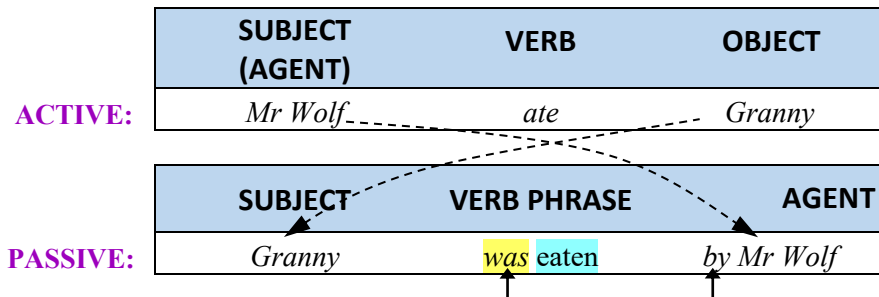 SUBJECT (AGENT) VERB OBJECT
ACTIVE: Mr Wolf ate Granny
SUBJECT VERB PHRASE AGENT
PASSIVE: Granny was eaten by Mr Wolf